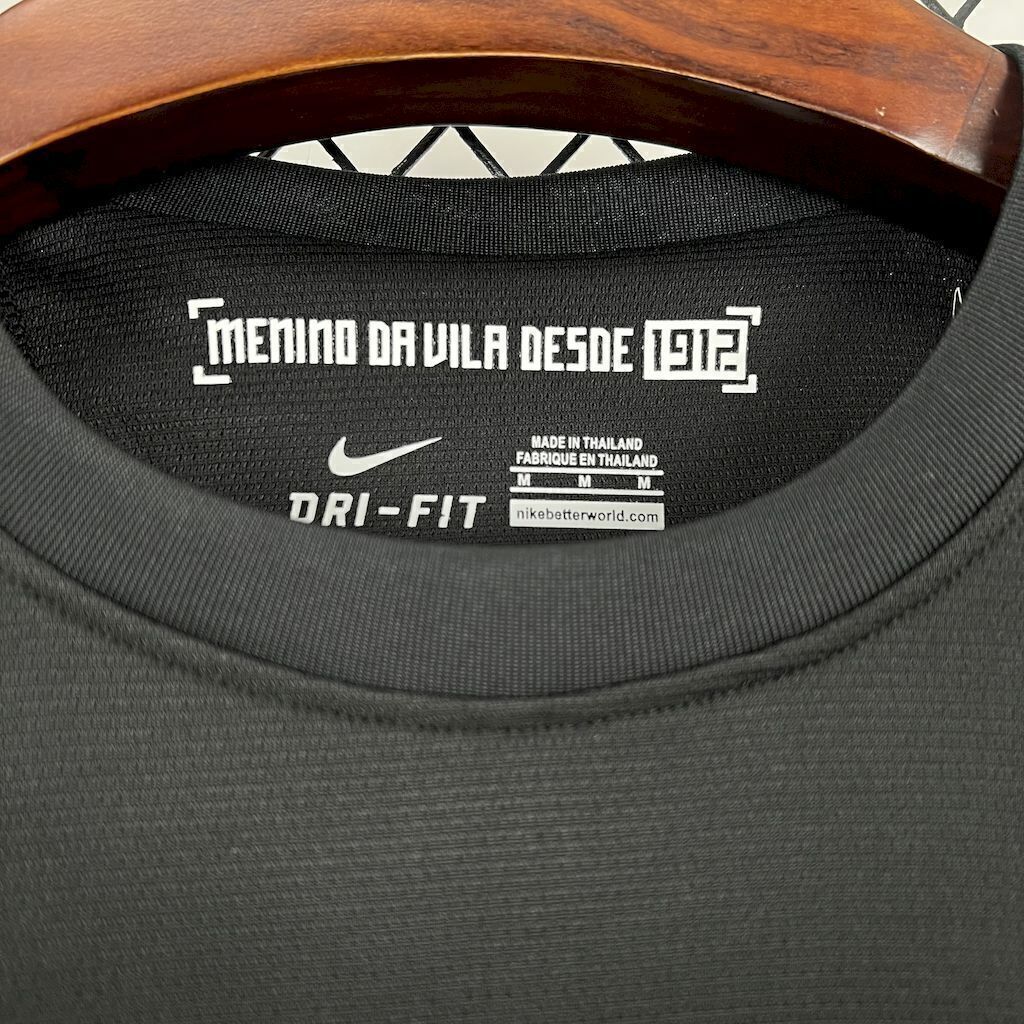 MENINO DA VILA DESDE 1912
DRI-FIT
MADE IN THAILAND
FABRIQUE EN THAILAND
M M M
nikebetterworld.com